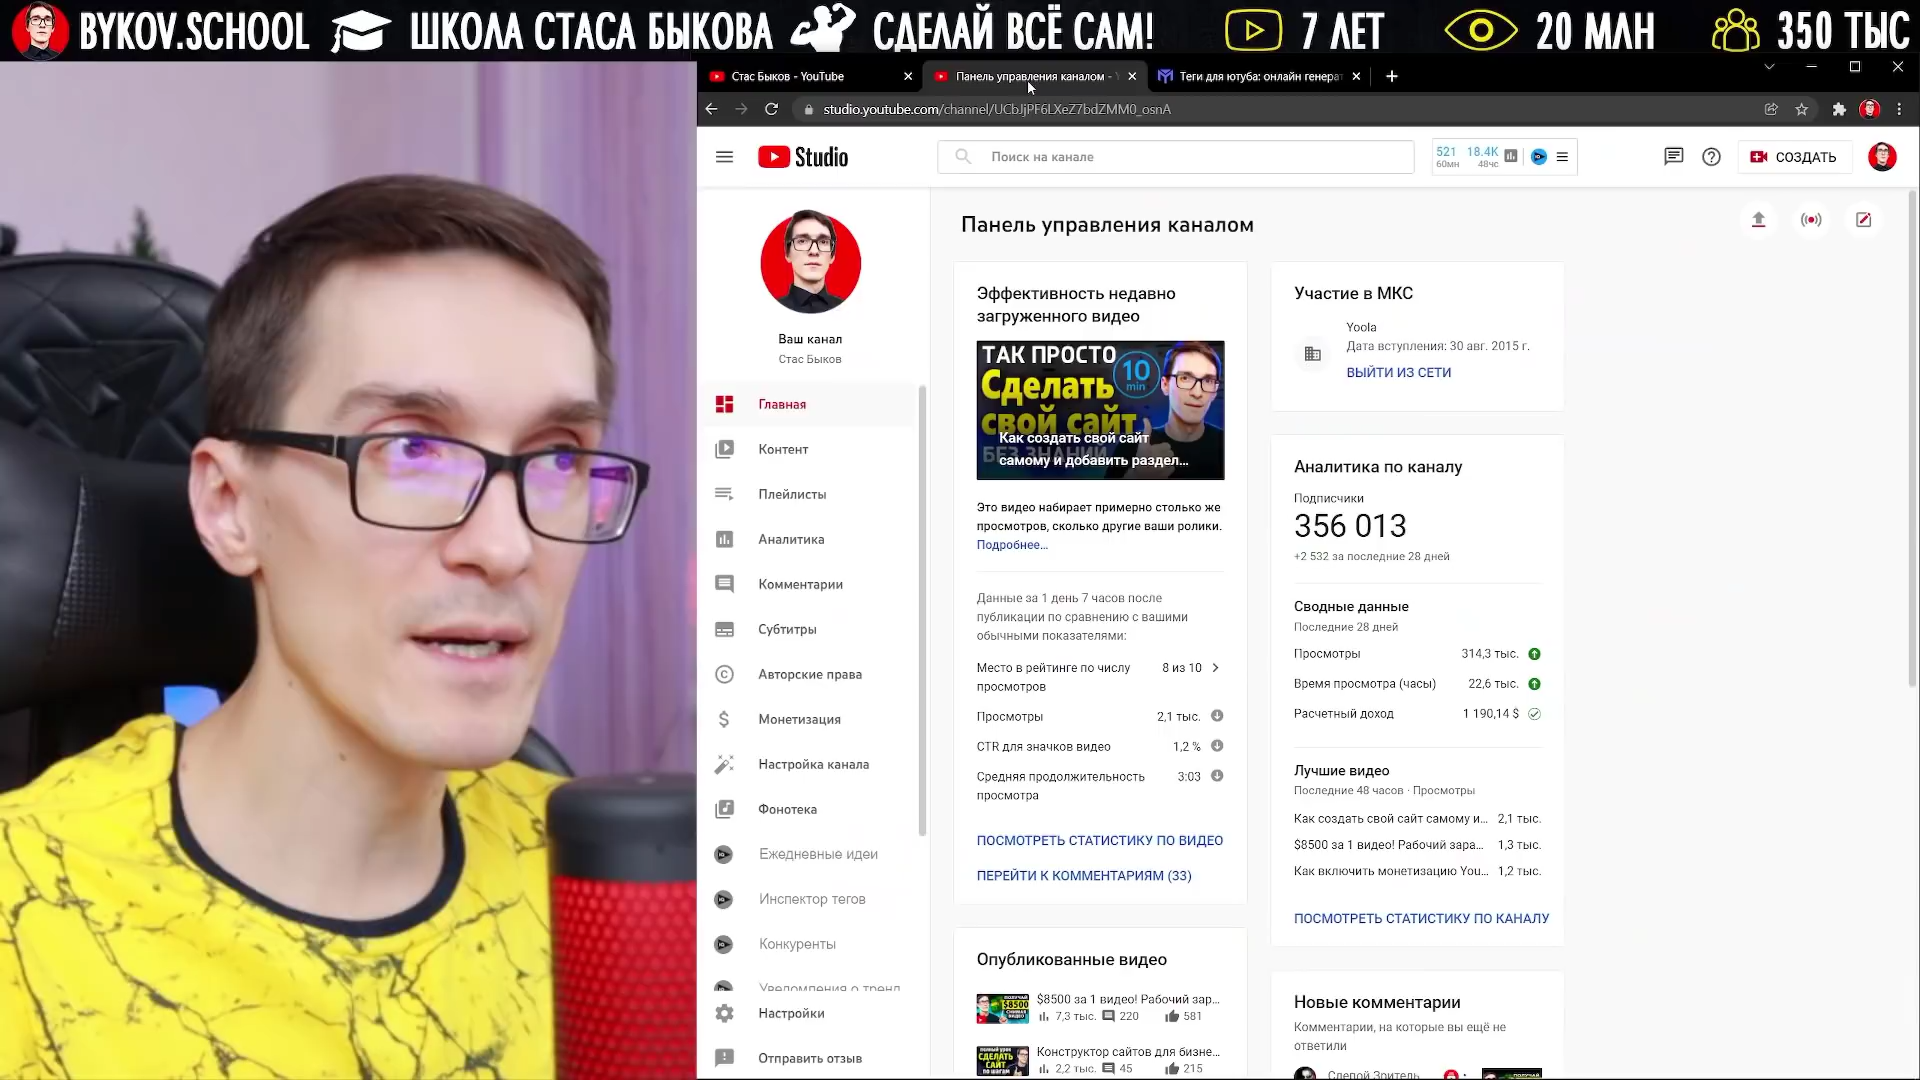 BYKOV.SCHOOL ШКОЛА СТАСА БЫКОВА СДЕЛАЙ ВСЁ САМ! 7 ЛЕТ 20 МЛН 350 ТЫС
Стас Быков - YouTube
Панель управления каналом -
Теги для ютуба: онлайн генера
studio.youtube.com/channel/UCbJjPF6LXeZ7bdZMM0_osnA
Studio
Поиск на канале
521 18.4K
60мн 48чс
СОЗДАТЬ
Ваш канал
Стас Быков
Главная
Контент
Плейлисты
Аналитика
Комментарии
Субтитры
Авторские права
Монетизация
Настройка канала
Фонотека
Ежедневные идеи
Инспектор тегов
Конкуренты
Уведомления о тренд
Настройки
Отправить отзыв
Панель управления каналом
Эффективность недавно
загруженного видео
ТАК ПРОСТО
10
min
Сделать
свой сайт
БЕЗ ЗНАНИЙ
Как создать свой сайт
самому и добавить раздел...
Это видео набирает примерно столько же
просмотров, сколько другие ваши ролики.
Подробнее...
Данные за 1 день 7 часов после
публикации по сравнению с вашими
обычными показателями:
Место в рейтинге по числу
просмотров
8 из 10
Просмотры 2,1 тыс.
CTR для значков видео 1,2 %
Средняя продолжительность
просмотра
3:03
ПОСМОТРЕТЬ СТАТИСТИКУ ПО ВИДЕО
ПЕРЕЙТИ К КОММЕНТАРИЯМ (33)
Опубликованные видео
$8500 за 1 видео! Рабочий зар...
7,3 тыс. 220 581
Конструктор сайтов для бизне...
2,2 тыс. 45 215
Участие в МКС
Yoola
Дата вступления: 30 авг. 2015 г.
ВЫЙТИ ИЗ СЕТИ
Аналитика по каналу
Подписчики
356 013
+2 532 за последние 28 дней
Сводные данные
Последние 28 дней
Просмотры 314,3 тыс.
Время просмотра (часы) 22,6 тыс.
Расчетный доход 1 190,14 $
Лучшие видео
Последние 48 часов · Просмотры
Как создать свой сайт самому и... 2,1 тыс.
$8500 за 1 видео! Рабочий зара... 1,3 тыс.
Как включить монетизацию You... 1,2 тыс.
ПОСМОТРЕТЬ СТАТИСТИКУ ПО КАНАЛУ
Новые комментарии
Комментарии, на которые вы ещё не
ответили
Слепой Зритель